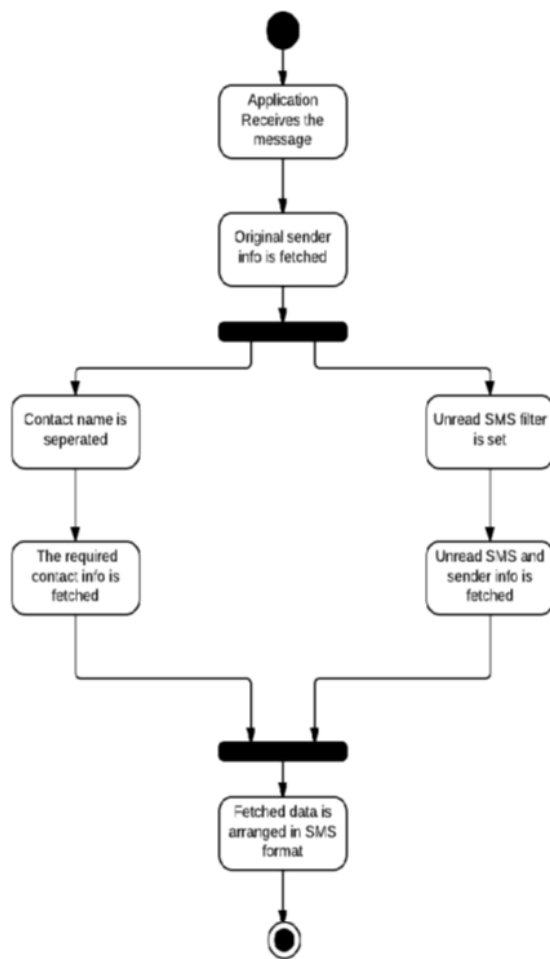 Application
Receives the
message
Original sender
info is fetched
Contact name is
seperated
Unread SMS filter
is set
The required
contact info is
fetched
Unread SMS and
sender info is
fetched
Fetched data is
arranged in SMS
format